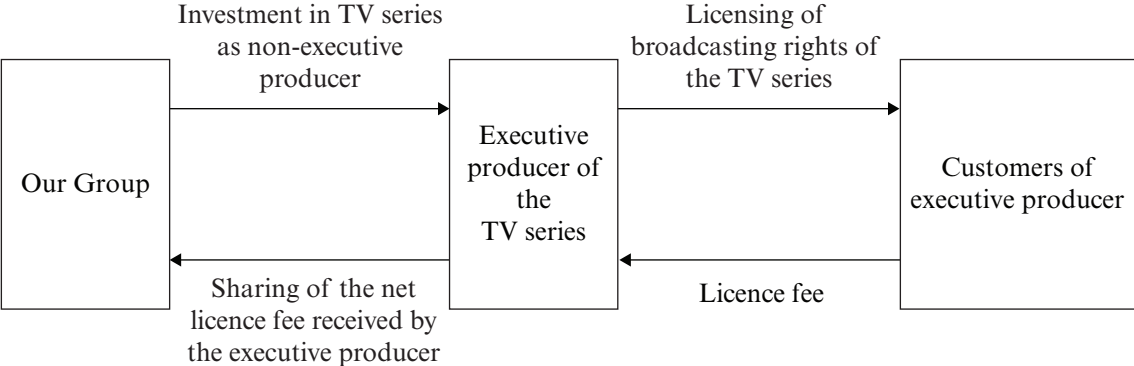 Investment in TV series
as non-executive
producer
Licensing of
broadcasting rights of
the TV series
Our Group
Executive
producer of
the
TV series
Customers of
executive producer
Sharing of the net
licence fee received by
the executive producer
Licence fee